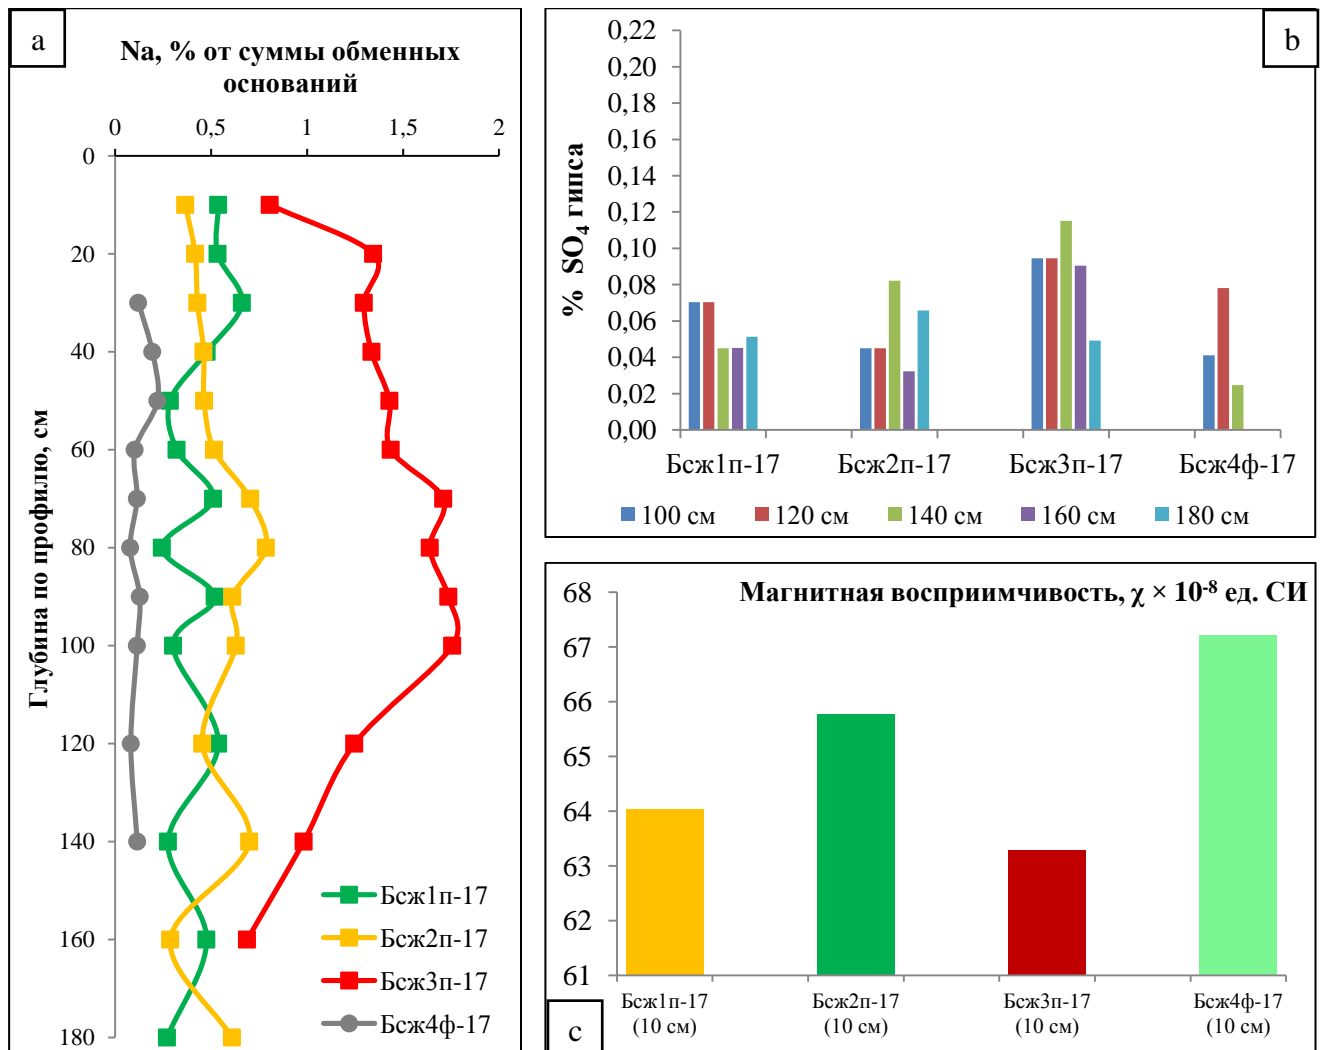 a
Na, % от суммы обменных
оснований
0
0,5
1
1,5
2
0
20
40
60
80
100
120
140
160
180
Глубина по профилю, см
Бсж1п-17
Бсж2п-17
Бсж3п-17
Бсж4ф-17
b
0,22
0,20
0,18
0,16
0,14
0,12
0,10
0,08
0,06
0,04
0,02
0,00
% SO₄ гипса
Бсж1п-17
Бсж2п-17
Бсж3п-17
Бсж4ф-17
100 см
120 см
140 см
160 см
180 см
Магнитная восприимчивость, χ × 10⁻⁸ ед. СИ
68
67
66
65
64
63
62
61
Бсж1п-17
(10 см)
Бсж2п-17
(10 см)
Бсж3п-17
(10 см)
Бсж4ф-17
(10 см)
c